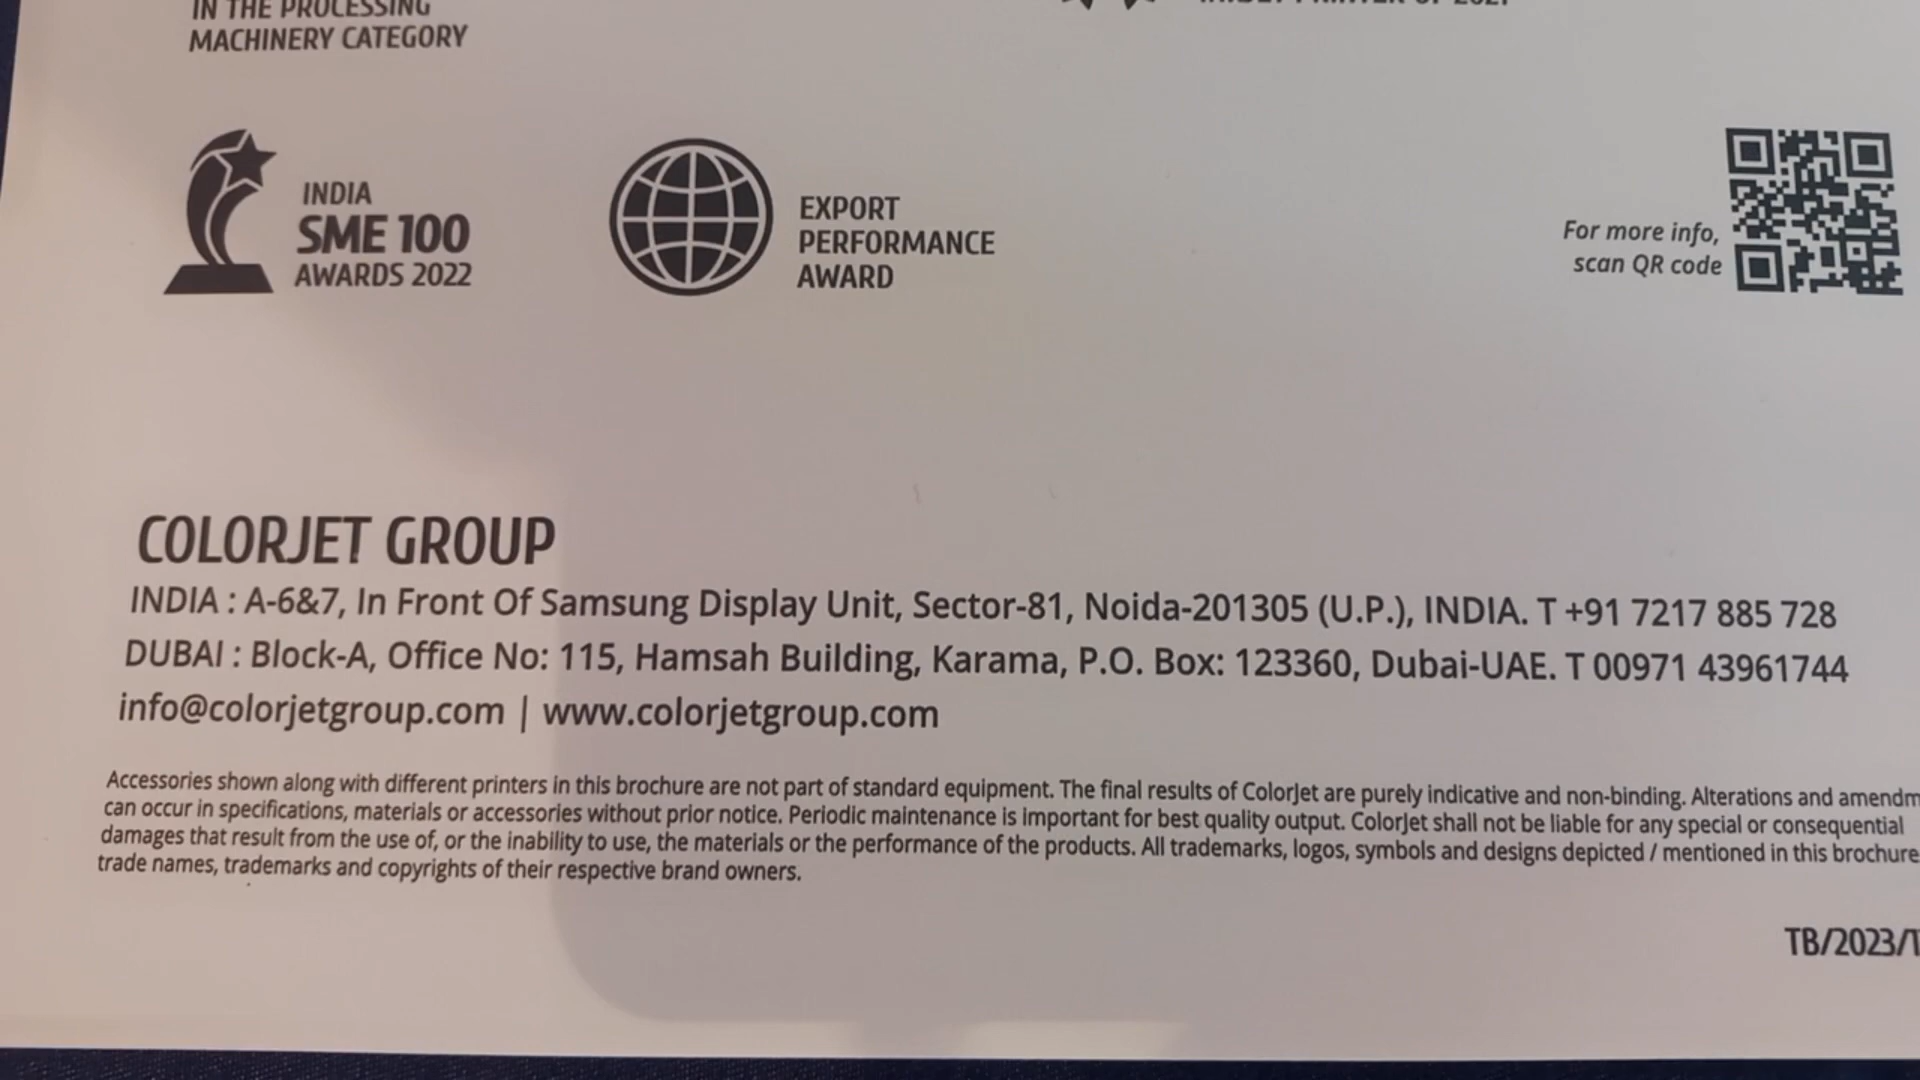 IN THE PROCESSING
MACHINERY CATEGORY
INDIA
SME 100
AWARDS 2022
EXPORT
PERFORMANCE
AWARD
For more info,
scan QR code
COLORJET GROUP
INDIA : A-6&7, In Front Of Samsung Display Unit, Sector-81, Noida-201305 (U.P.), INDIA. T +91 7217 885 728
DUBAI : Block-A, Office No: 115, Hamsah Building, Karama, P.O. Box: 123360, Dubai-UAE. T 00971 43961744
info@colorjetgroup.com | www.colorjetgroup.com
Accessories shown along with different printers in this brochure are not part of standard equipment. The final results of ColorJet are purely indicative and non-binding. Alterations and amendm
can occur in specifications, materials or accessories without prior notice. Periodic maintenance is important for best quality output. ColorJet shall not be liable for any special or consequential
damages that result from the use of, or the inability to use, the materials or the performance of the products. All trademarks, logos, symbols and designs depicted / mentioned in this brochure
trade names, trademarks and copyrights of their respective brand owners.
TB/2023/